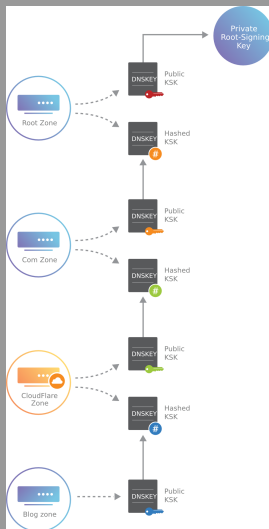 Private
Root-Signing
Key
DNSKEY
Public
KSK
Root Zone
DNSKEY
#
Hashed
KSK
DNSKEY
Public
KSK
Com Zone
DNSKEY
#
Hashed
KSK
DNSKEY
Public
KSK
CloudFlare
Zone
DNSKEY
#
Hashed
KSK
DNSKEY
Public
KSK
Blog zone